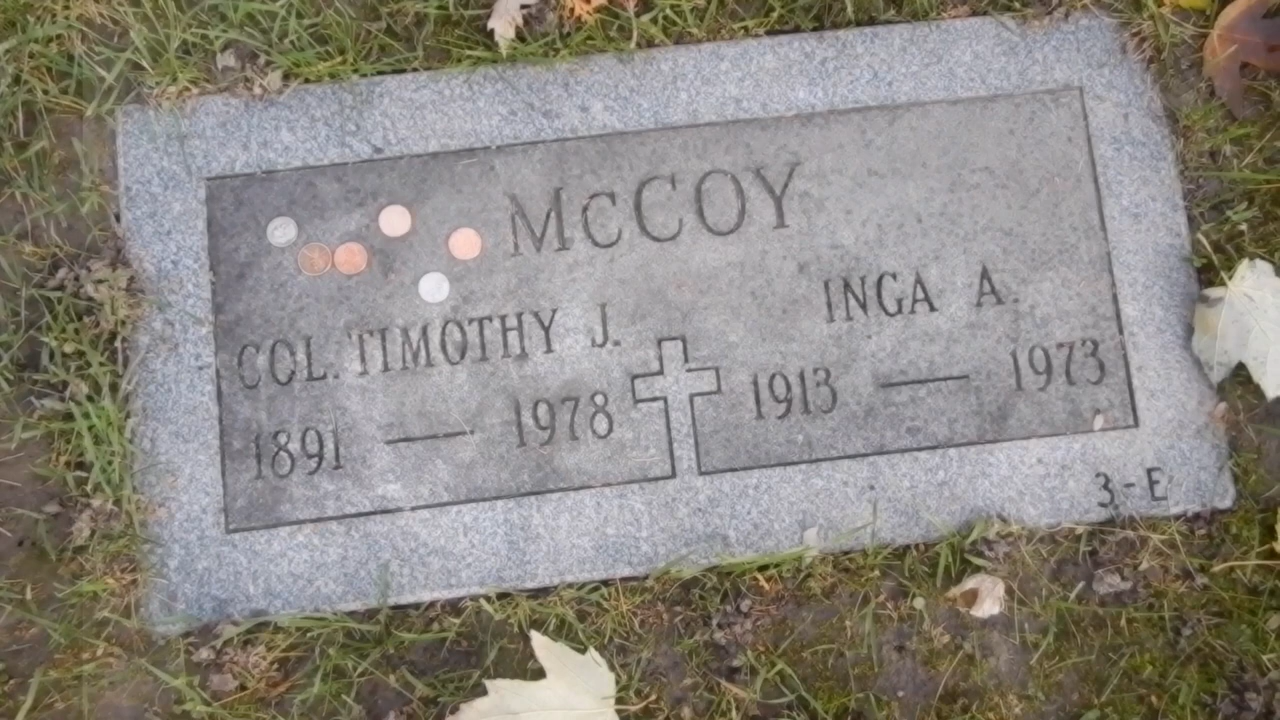 McCOY
COL. TIMOTHY J.
1891 — 1978
INGA A.
1913 — 1973
3-E